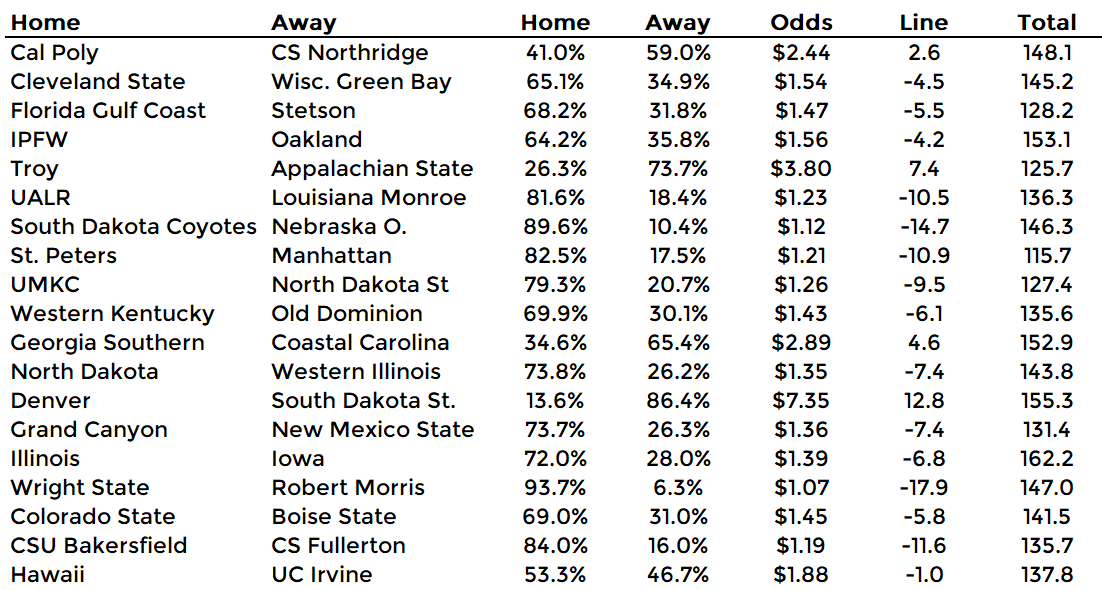 Home Away Home Away Odds Line Total
Cal Poly CS Northridge 41.0% 59.0% $2.44 2.6 148.1
Cleveland State Wisc. Green Bay 65.1% 34.9% $1.54 -4.5 145.2
Florida Gulf Coast Stetson 68.2% 31.8% $1.47 -5.5 128.2
IPFW Oakland 64.2% 35.8% $1.56 -4.2 153.1
Troy Appalachian State 26.3% 73.7% $3.80 7.4 125.7
UALR Louisiana Monroe 81.6% 18.4% $1.23 -10.5 136.3
South Dakota Coyotes Nebraska O. 89.6% 10.4% $1.12 -14.7 146.3
St. Peters Manhattan 82.5% 17.5% $1.21 -10.9 115.7
UMKC North Dakota St 79.3% 20.7% $1.26 -9.5 127.4
Western Kentucky Old Dominion 69.9% 30.1% $1.43 -6.1 135.6
Georgia Southern Coastal Carolina 34.6% 65.4% $2.89 4.6 152.9
North Dakota Western Illinois 73.8% 26.2% $1.35 -7.4 143.8
Denver South Dakota St. 13.6% 86.4% $7.35 12.8 155.3
Grand Canyon New Mexico State 73.7% 26.3% $1.36 -7.4 131.4
Illinois Iowa 72.0% 28.0% $1.39 -6.8 162.2
Wright State Robert Morris 93.7% 6.3% $1.07 -17.9 147.0
Colorado State Boise State 69.0% 31.0% $1.45 -5.8 141.5
CSU Bakersfield CS Fullerton 84.0% 16.0% $1.19 -11.6 135.7
Hawaii UC Irvine 53.3% 46.7% $1.88 -1.0 137.8